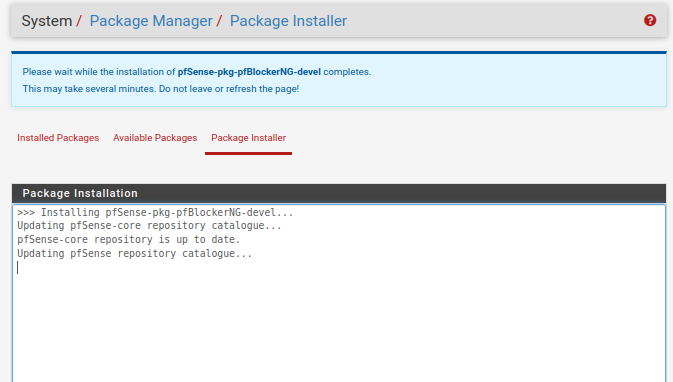 System / Package Manager / Package Installer
Please wait while the installation of pfSense-pkg-pfBlockerNG-devel completes.
This may take several minutes. Do not leave or refresh the page!
Installed Packages Available Packages Package Installer
Package Installation
>>> Installing pfSense-pkg-pfBlockerNG-devel...
Updating pfSense-core repository catalogue...
pfSense-core repository is up to date.
Updating pfSense repository catalogue...